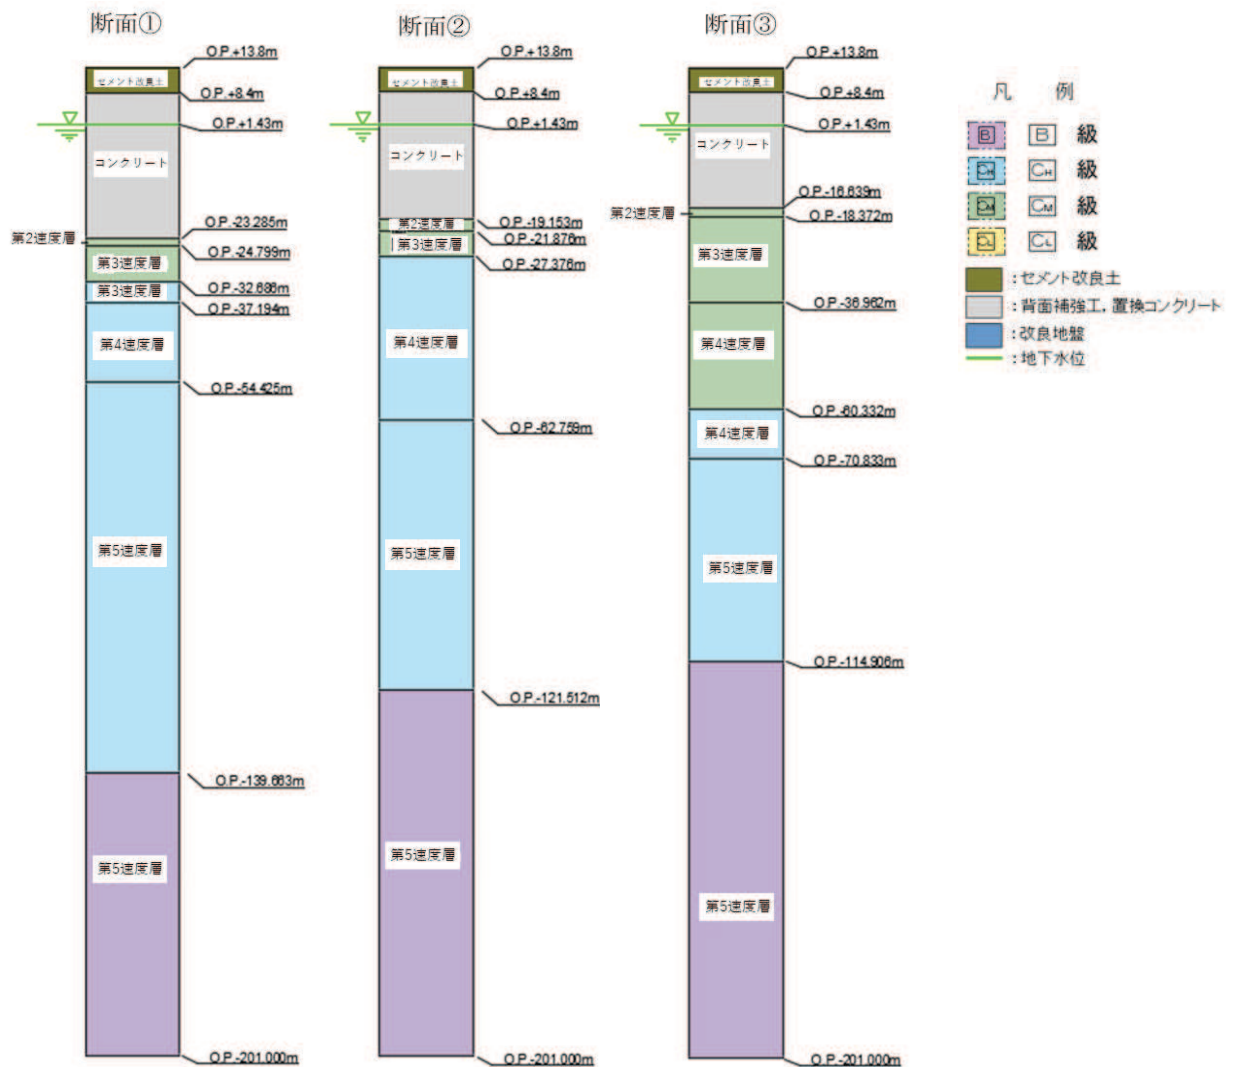 断面①
O.P.+13.8m
セメント改良土
O.P.+8.4m
O.P.+1.43m
コンクリート
O.P.-23.285m
第2速度層
O.P.-24.799m
第3速度層
O.P.-32.686m
第3速度層
O.P.-37.194m
第4速度層
O.P.-54.425m
第5速度層
O.P.-139.663m
第5速度層
O.P.-201.000m
断面②
O.P.+13.8m
セメント改良土
O.P.+8.4m
O.P.+1.43m
コンクリート
O.P.-19.153m
第2速度層
O.P.-21.876m
第3速度層
O.P.-27.376m
第4速度層
O.P.-62.759m
第5速度層
O.P.-121.512m
第5速度層
O.P.-201.000m
断面③
O.P.+13.8m
セメント改良土
O.P.+8.4m
O.P.+1.43m
コンクリート
O.P.-16.639m
第2速度層
O.P.-18.372m
第3速度層
O.P.-36.962m
第4速度層
O.P.-60.332m
第4速度層
O.P.-70.833m
第5速度層
O.P.-114.906m
第5速度層
O.P.-201.000m
凡 例
B B 級
CH CH 級
CM CM 級
CL CL 級
:セメント改良土
:背面補強工,置換コンクリート
:改良地盤
:地下水位